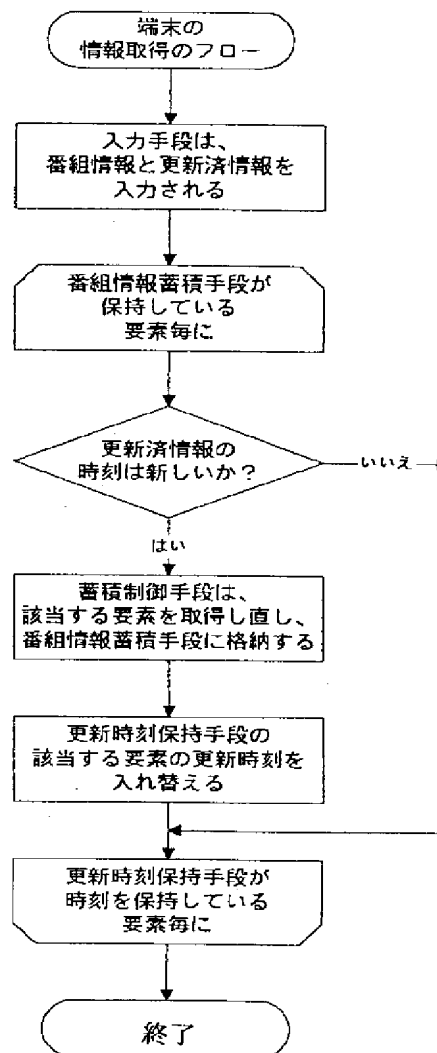 端末の
情報取得のフロー
入力手段は、
番組情報と更新済情報を
入力される
番組情報蓄積手段が
保持している
要素毎に
更新済情報の
時刻は新しいか？
いいえ
はい
蓄積制御手段は、
該当する要素を取得し直し、
番組情報蓄積手段に格納する
更新時刻保持手段の
該当する要素の更新時刻を
入れ替える
更新時刻保持手段が
時刻を保持している
要素毎に
終了